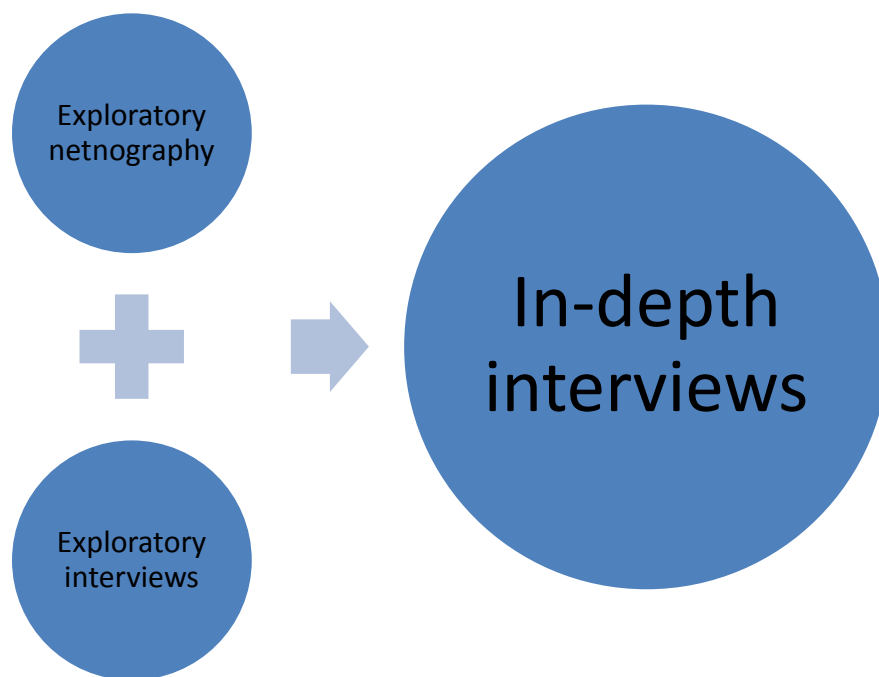 Exploratory
netnography
Exploratory
interviews
In-depth
interviews